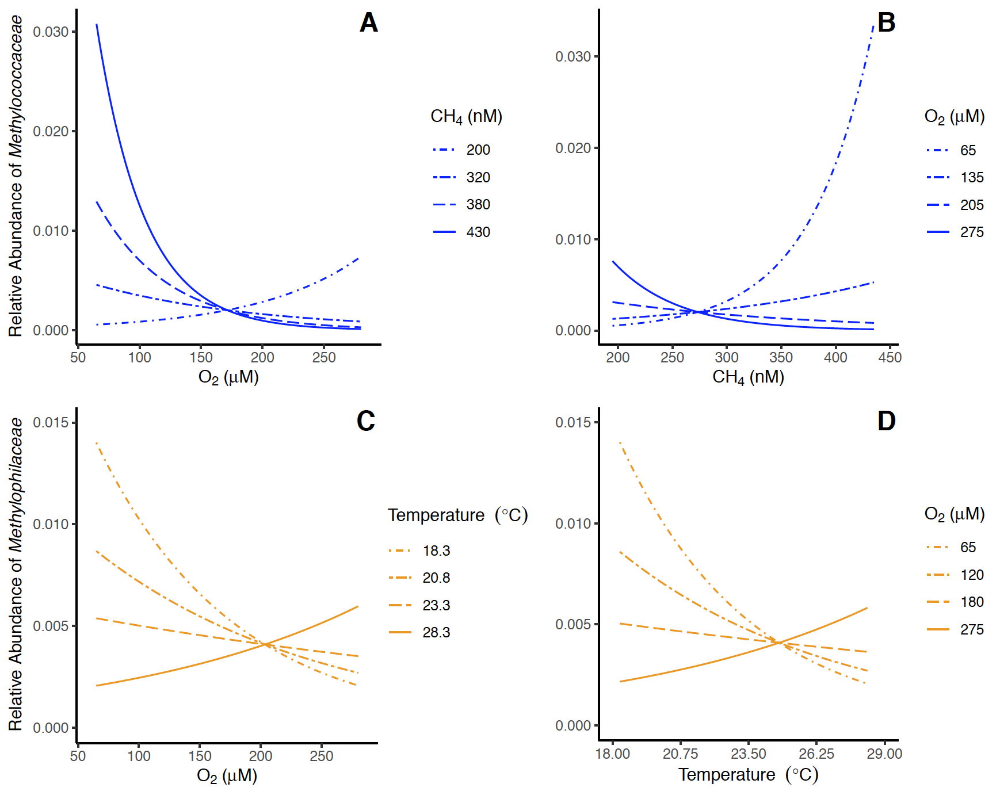 A
Relative Abundance of Methylococcaceae
0.030
0.020
0.010
0.000
50 100 150 200 250
O₂ (μM)
CH₄ (nM)
200
320
380
430
B
0.030
0.020
0.010
0.000
200 250 300 350 400 450
CH₄ (nM)
O₂ (μM)
65
135
205
275
C
Relative Abundance of Methylophilaceae
0.015
0.010
0.005
0.000
50 100 150 200 250
O₂ (μM)
Temperature (°C)
18.3
20.8
23.3
28.3
D
0.015
0.010
0.005
0.000
18.00 20.75 23.50 26.25 29.00
Temperature (°C)
O₂ (μM)
65
120
180
275